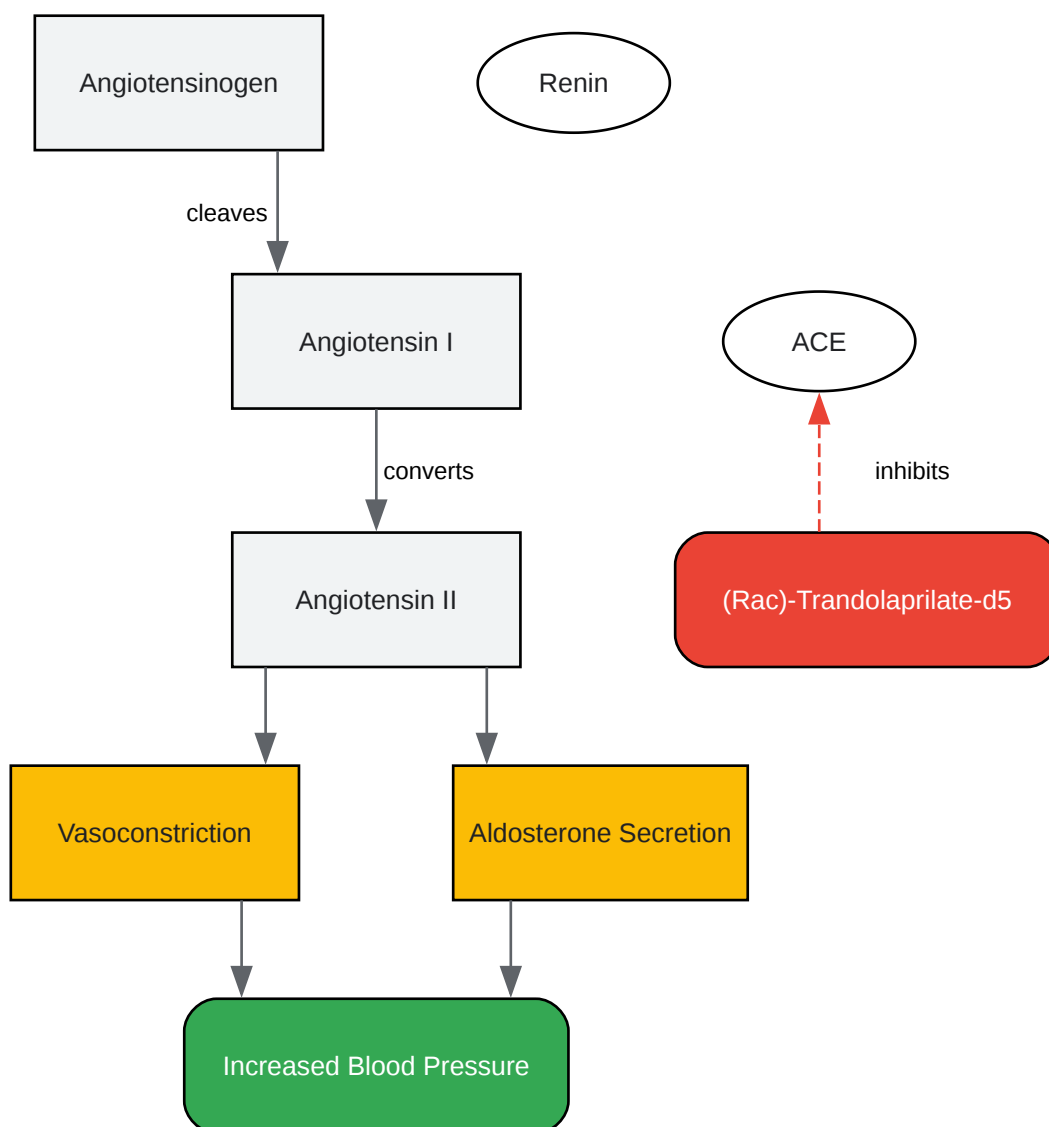 Angiotensinogen
Renin
cleaves
Angiotensin I
ACE
converts
inhibits
Angiotensin II
(Rac)-Trandolaprilate-d5
Vasoconstriction
Aldosterone Secretion
Increased Blood Pressure